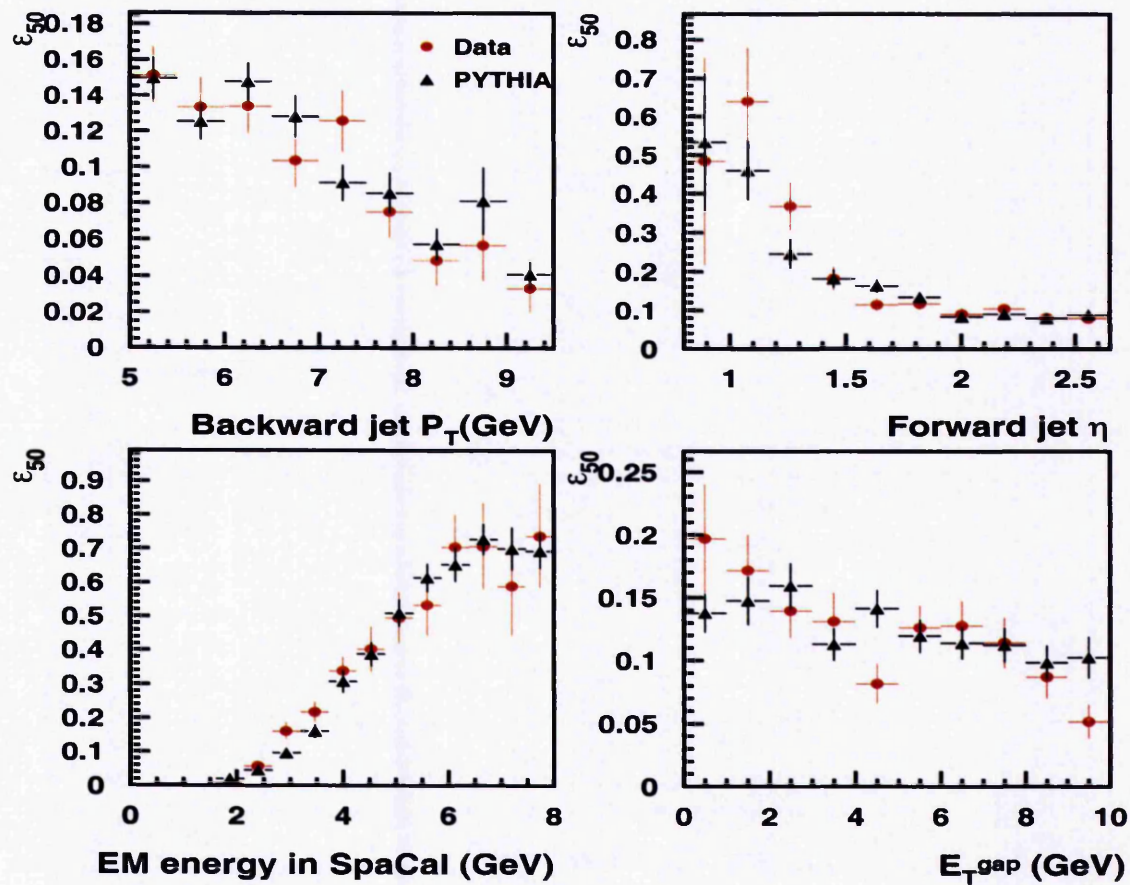 ε50
0.18
0.16
0.14
0.12
0.1
0.08
0.06
0.04
0.02
0
5 6 7 8 9
Data
PYTHIA
Backward jet PT(GeV)
ε50
0.8
0.7
0.6
0.5
0.4
0.3
0.2
0.1
0
1 1.5 2 2.5
Forward jet η
ε50
0.9
0.8
0.7
0.6
0.5
0.4
0.3
0.2
0.1
0
0 2 4 6 8
EM energy in SpaCal (GeV)
ε50
0.25
0.2
0.15
0.1
0.05
0
0 2 4 6 8 10
ETgap (GeV)